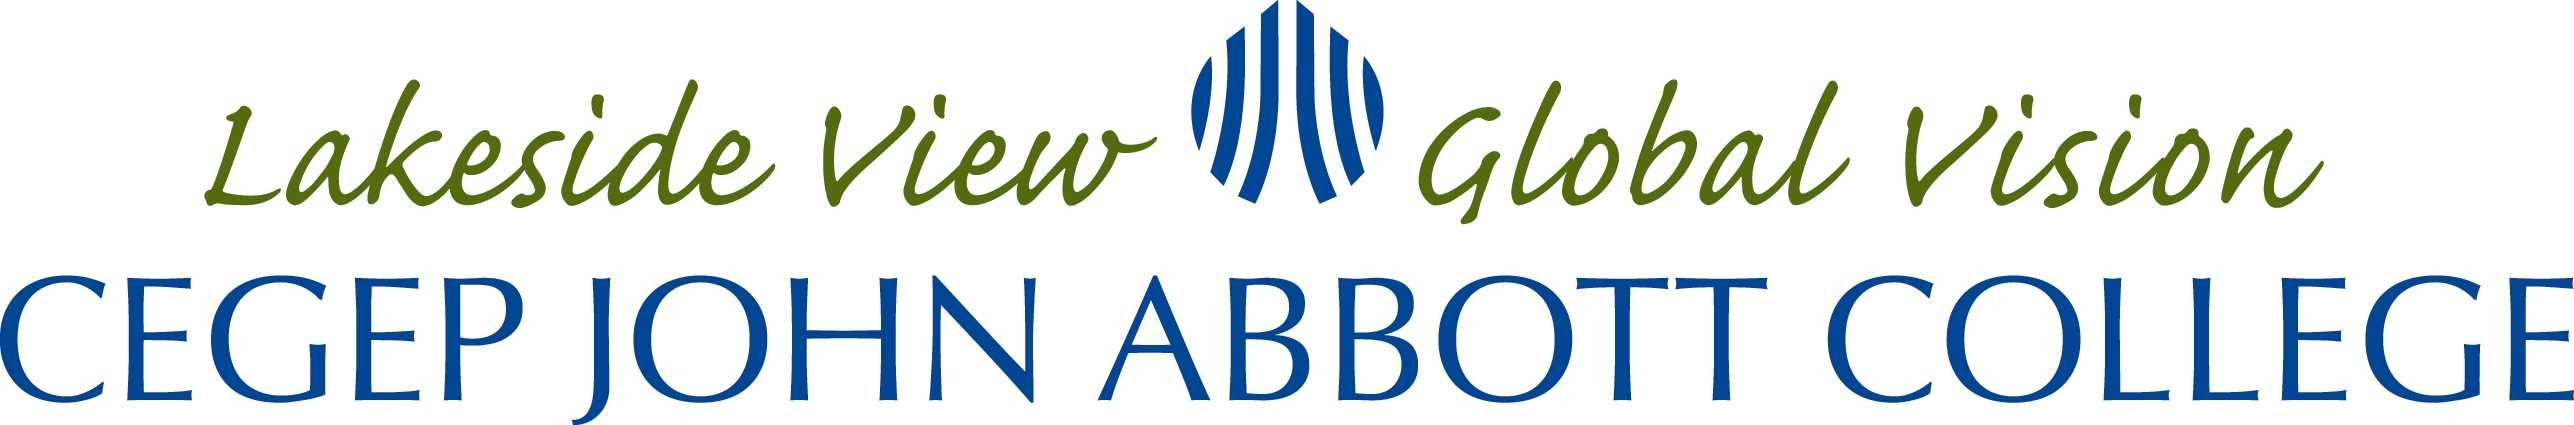 Lakeside View Global Vision
CEGEP JOHN ABBOTT COLLEGE